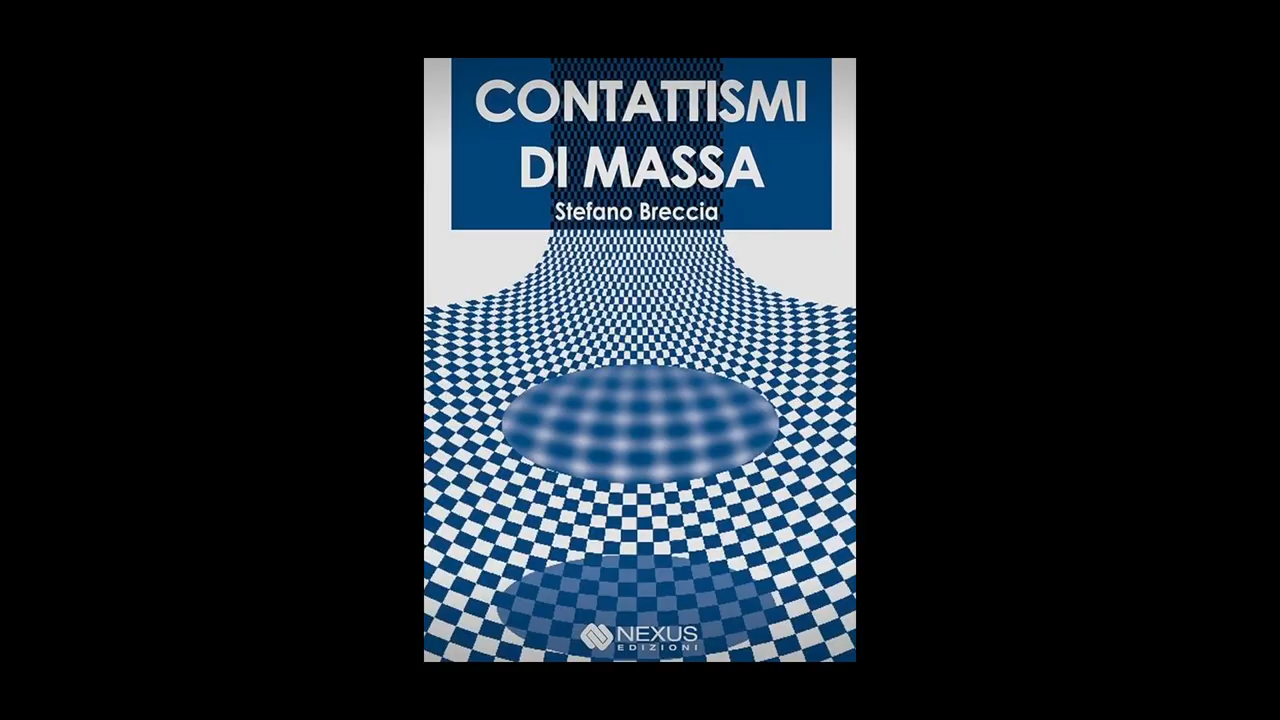 CONTATTISMI
DI MASSA
Stefano Breccia
NEXUS
EDIZIONI